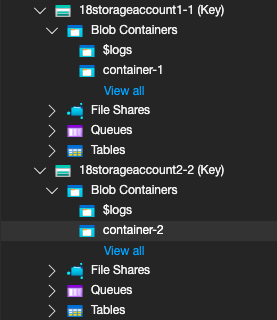 18storageaccount1-1 (Key)
Blob Containers
$logs
container-1
View all
File Shares
Queues
Tables
18storageaccount2-2 (Key)
Blob Containers
$logs
container-2
View all
File Shares
Queues
Tables